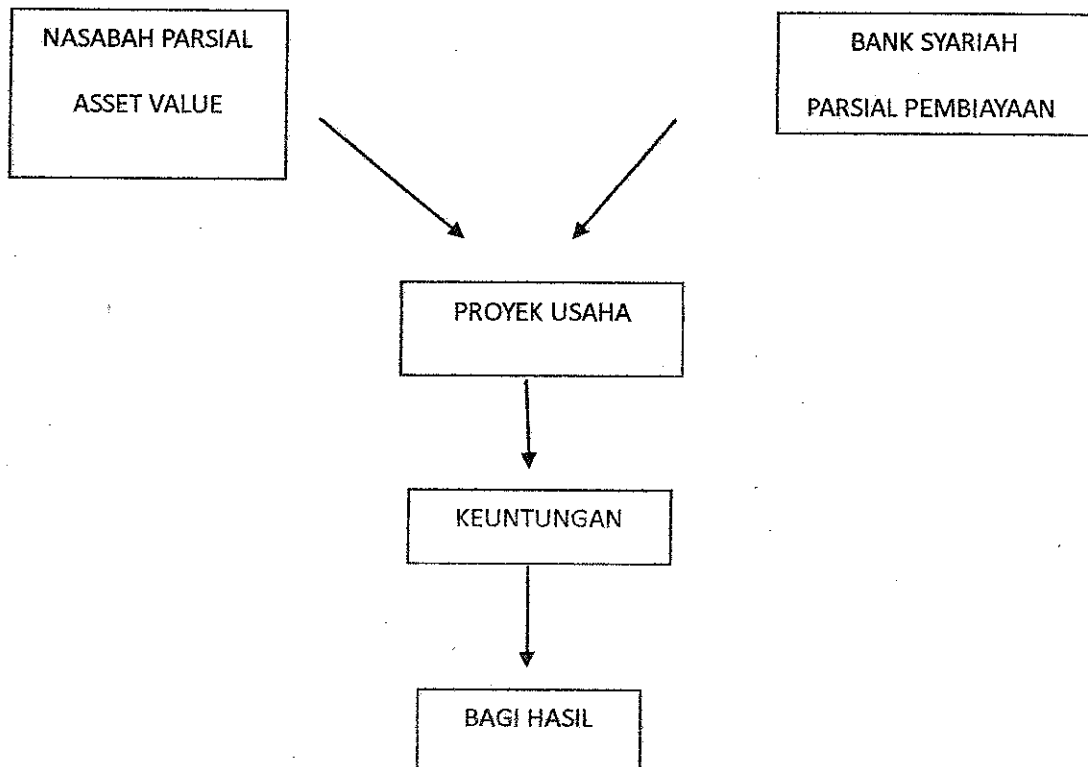 NASABAH PARSIAL
ASSET VALUE
BANK SYARIAH
PARSIAL PEMBIAYAAN
PROYEK USAHA
KEUNTUNGAN
BAGI HASIL